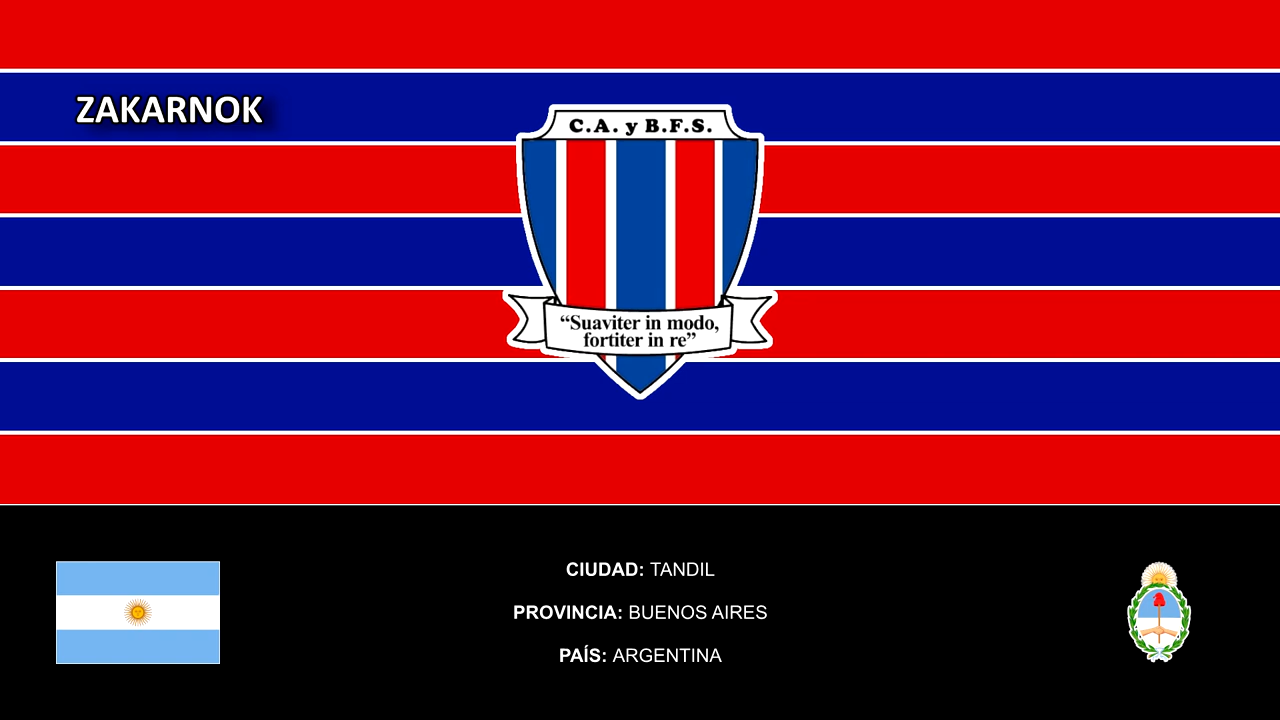 ZAKARNOK
C.A. y B.F.S.
“Suaviter in modo,
fortiter in re”
CIUDAD: TANDIL
PROVINCIA: BUENOS AIRES
PAÍS: ARGENTINA